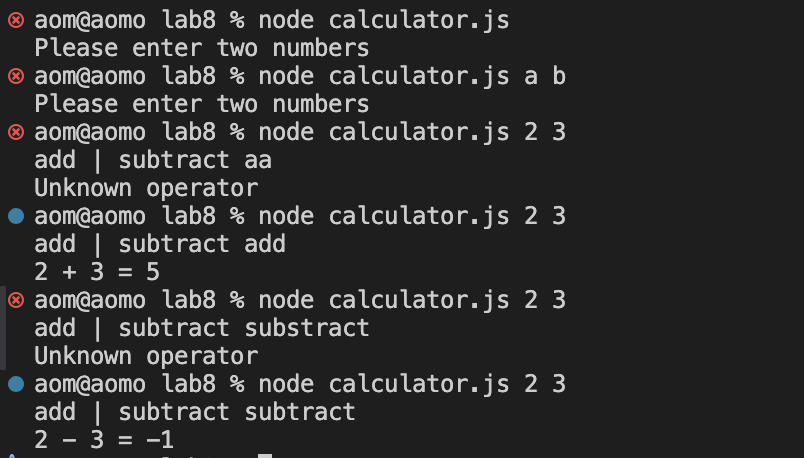 aom@aomo lab8 % node calculator.js
Please enter two numbers
aom@aomo lab8 % node calculator.js a b
Please enter two numbers
aom@aomo lab8 % node calculator.js 2 3
add | subtract aa
Unknown operator
aom@aomo lab8 % node calculator.js 2 3
add | subtract add
2 + 3 = 5
aom@aomo lab8 % node calculator.js 2 3
add | subtract substract
Unknown operator
aom@aomo lab8 % node calculator.js 2 3
add | subtract subtract
2 - 3 = -1